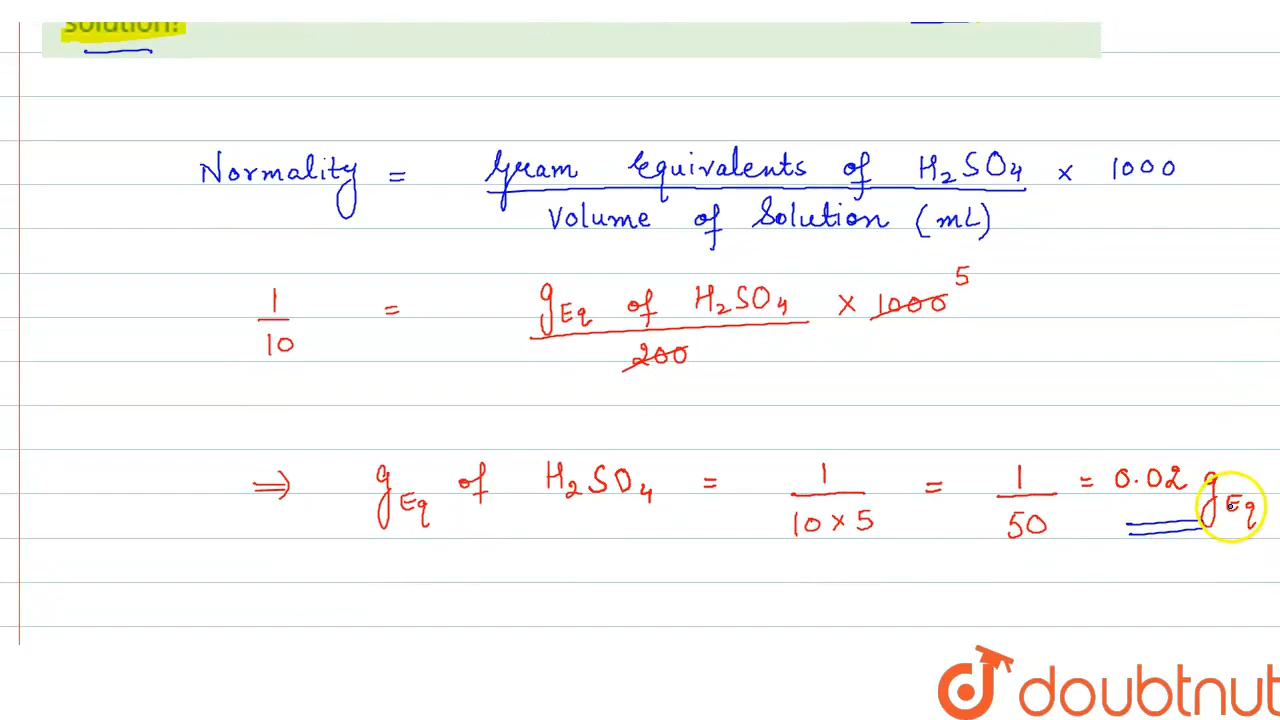 solution?
Normality = Gram equivalents of H2SO4 / Volume of Solution (mL) × 1000
1/10 = gEq of H2SO4 / 200 × 1000 5
⇒ gEq of H2SO4 = 1/10 × 5 = 1/50 = 0.02 gEq
doubtnut